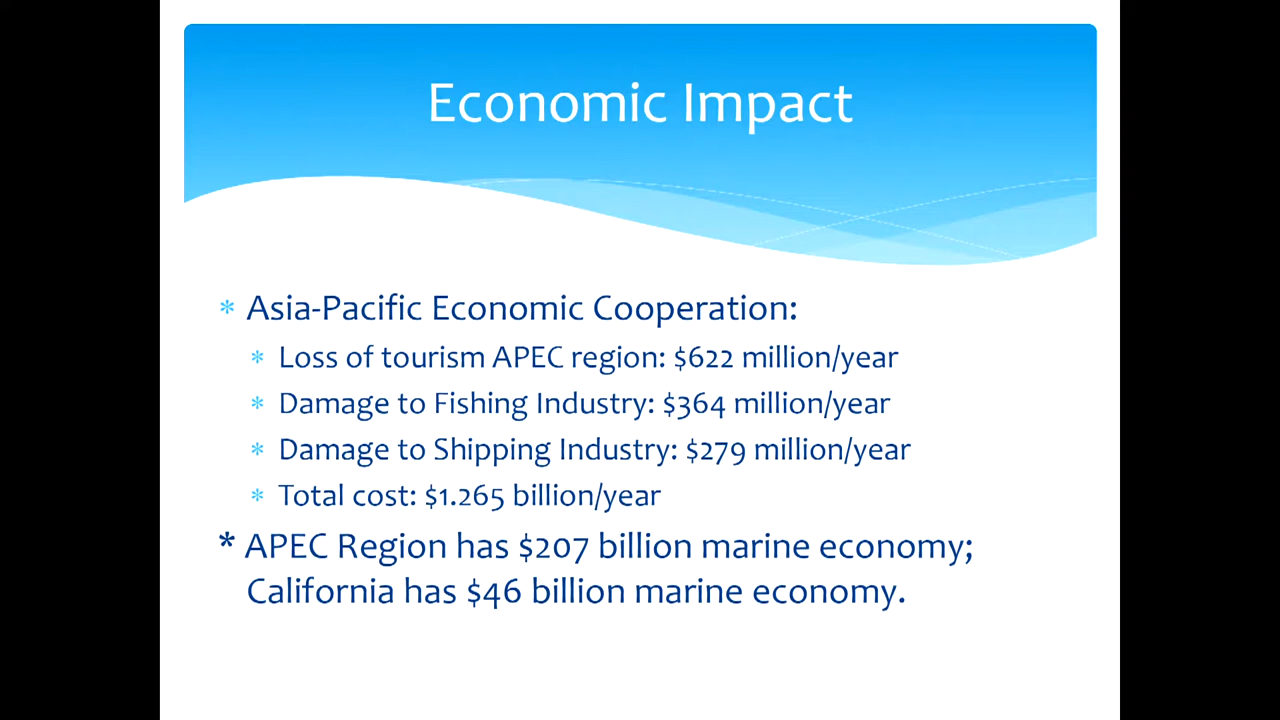 Economic Impact
* Asia-Pacific Economic Cooperation:
* Loss of tourism APEC region: $622 million/year
* Damage to Fishing Industry: $364 million/year
* Damage to Shipping Industry: $279 million/year
* Total cost: $1.265 billion/year
* APEC Region has $207 billion marine economy;
California has $46 billion marine economy.